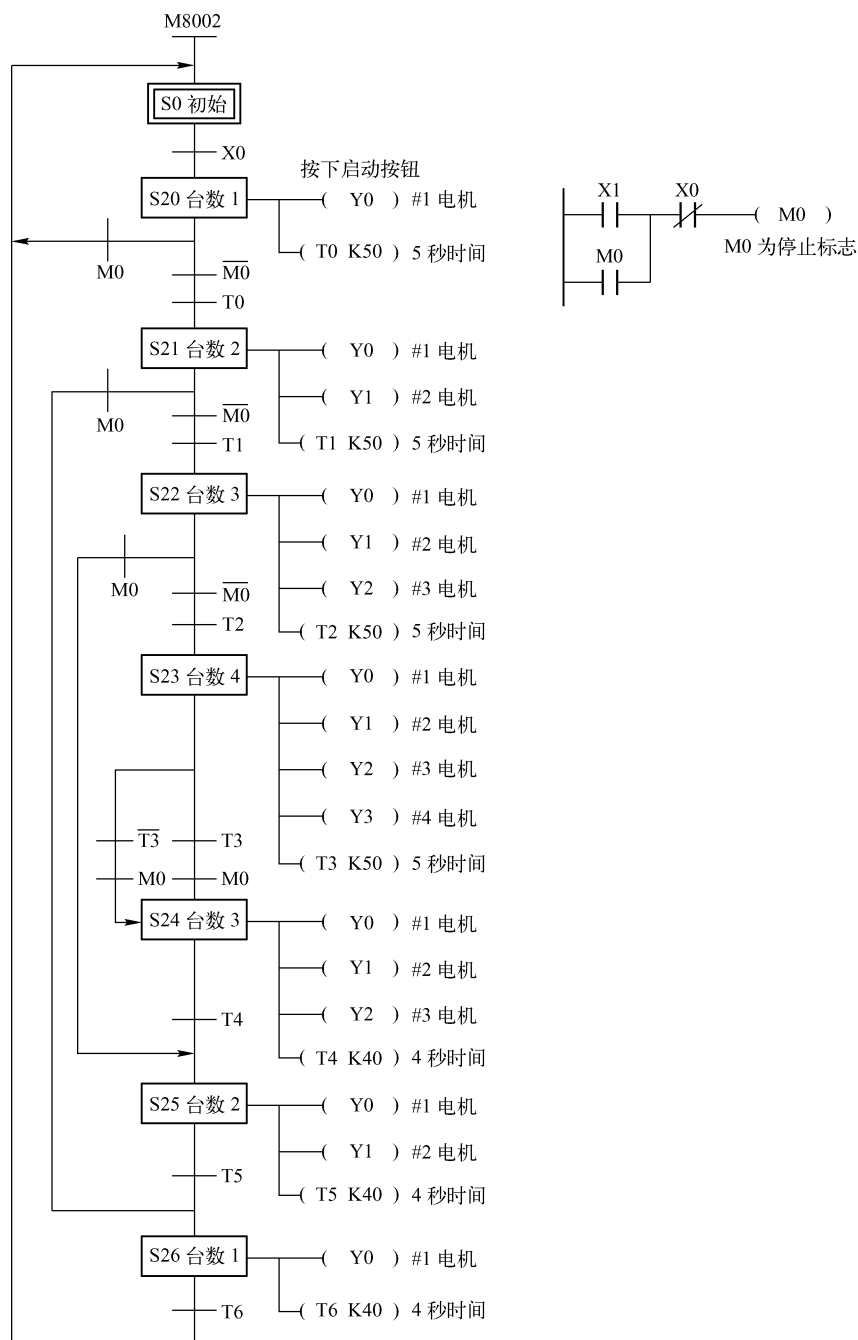 M8002
S0 初始
X0
按下启动按钮
S20 台数 1
( Y0 ) #1 电机
( T0 K50 ) 5 秒时间
M0
M0
T0
X1
X0
( M0 )
M0
M0 为停止标志
S21 台数 2
( Y0 ) #1 电机
( Y1 ) #2 电机
( T1 K50 ) 5 秒时间
M0
M0
T1
S22 台数 3
( Y0 ) #1 电机
( Y1 ) #2 电机
( Y2 ) #3 电机
( T2 K50 ) 5 秒时间
M0
M0
T2
S23 台数 4
( Y0 ) #1 电机
( Y1 ) #2 电机
( Y2 ) #3 电机
( Y3 ) #4 电机
( T3 K50 ) 5 秒时间
T3
T3
M0
M0
S24 台数 3
( Y0 ) #1 电机
( Y1 ) #2 电机
( Y2 ) #3 电机
( T4 K40 ) 4 秒时间
T4
S25 台数 2
( Y0 ) #1 电机
( Y1 ) #2 电机
( T5 K40 ) 4 秒时间
T5
S26 台数 1
( Y0 ) #1 电机
( T6 K40 ) 4 秒时间
T6